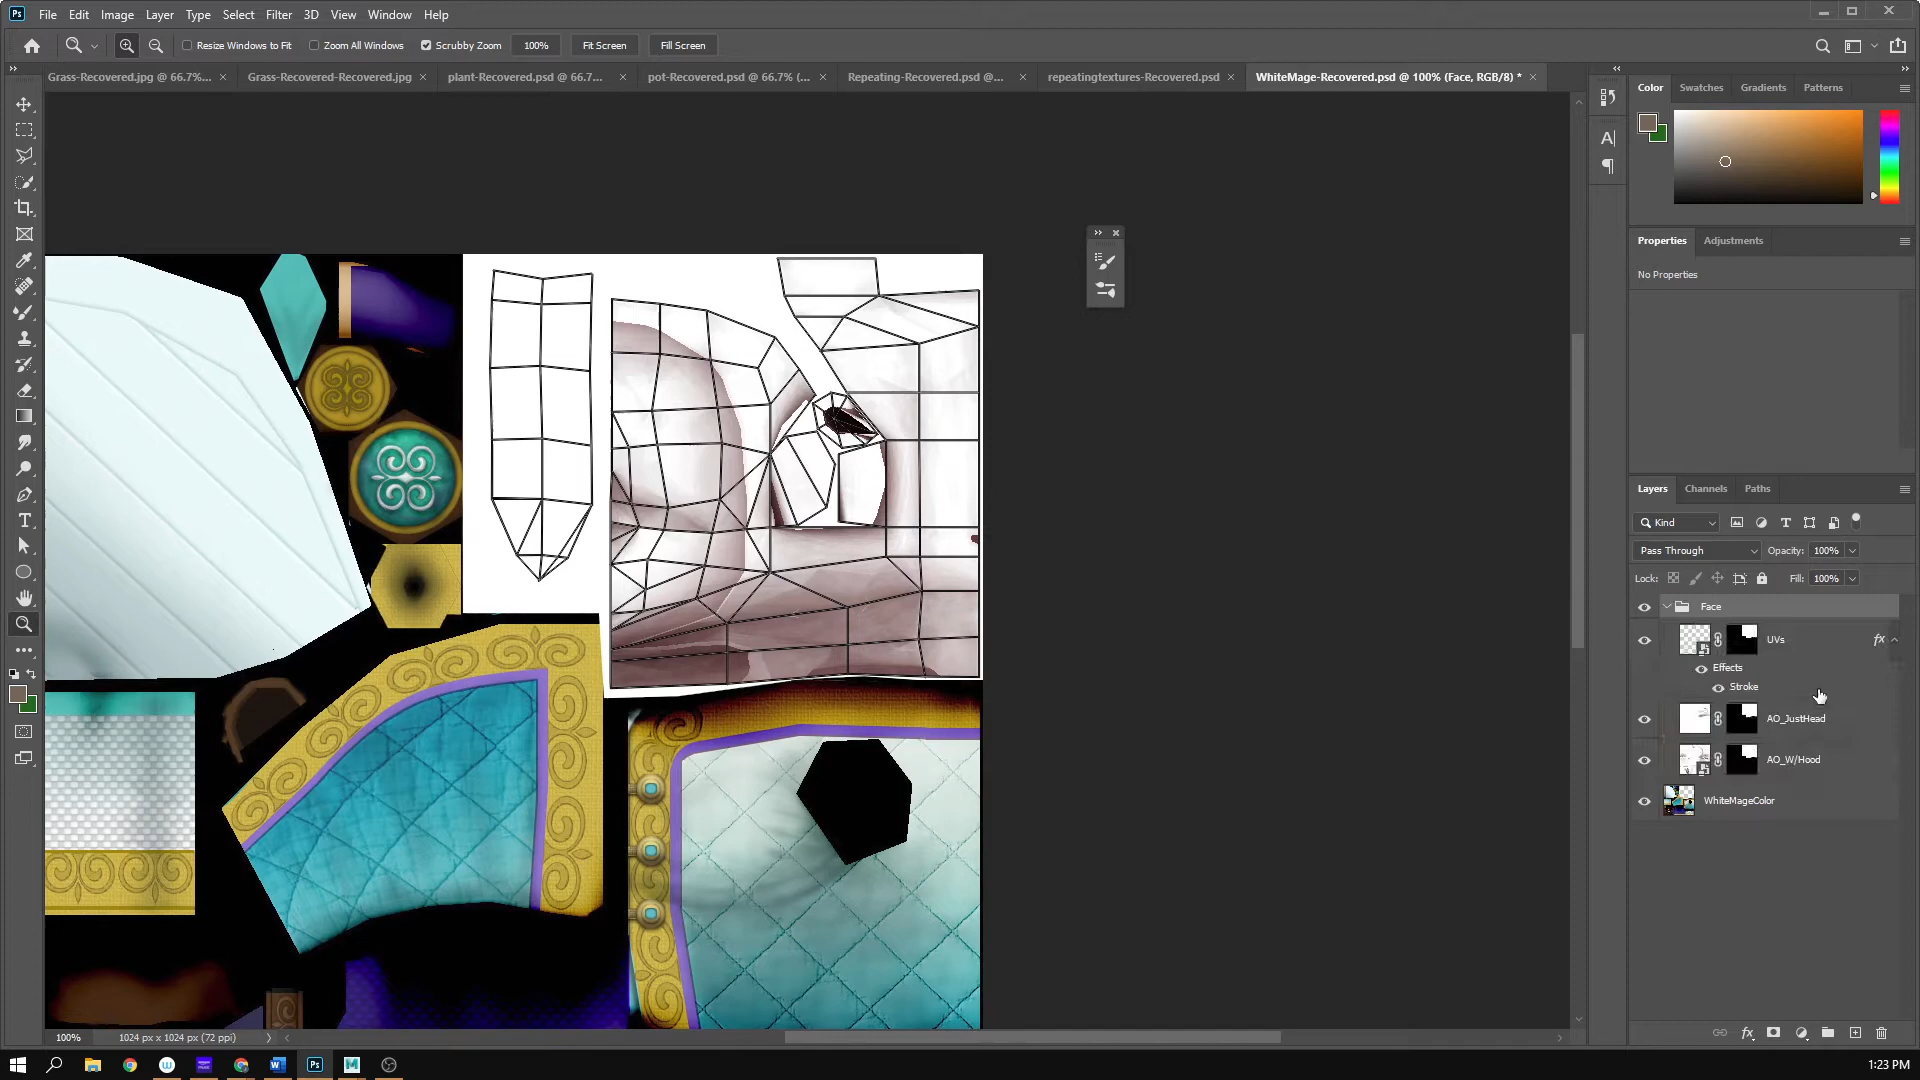 Ps File Edit Image Layer Type Select Filter 3D View Window Help
Resize Windows to Fit Zoom All Windows Scrubby Zoom 100% Fit Screen Fill Screen
Grass-Recovered.jpg @ 66.7%... Grass-Recovered-Recovered.jpg plant-Recovered.psd @ 66.7... pot-Recovered.psd @ 66.7% (... Repeating-Recovered.psd @... repeatingtextures-Recovered.psd WhiteMage-Recovered.psd @ 100% (Face, RGB/8) *
Color Swatches Gradients Patterns
Properties Adjustments
No Properties
Layers Channels Paths
Kind
Pass Through Opacity: 100%
Lock: Fill: 100%
Face
UVs fx
Effects
Stroke
AO_JustHead
AO_W/Hood
WhiteMageColor
100% 1024 px x 1024 px (72 ppi)
1:23 PM